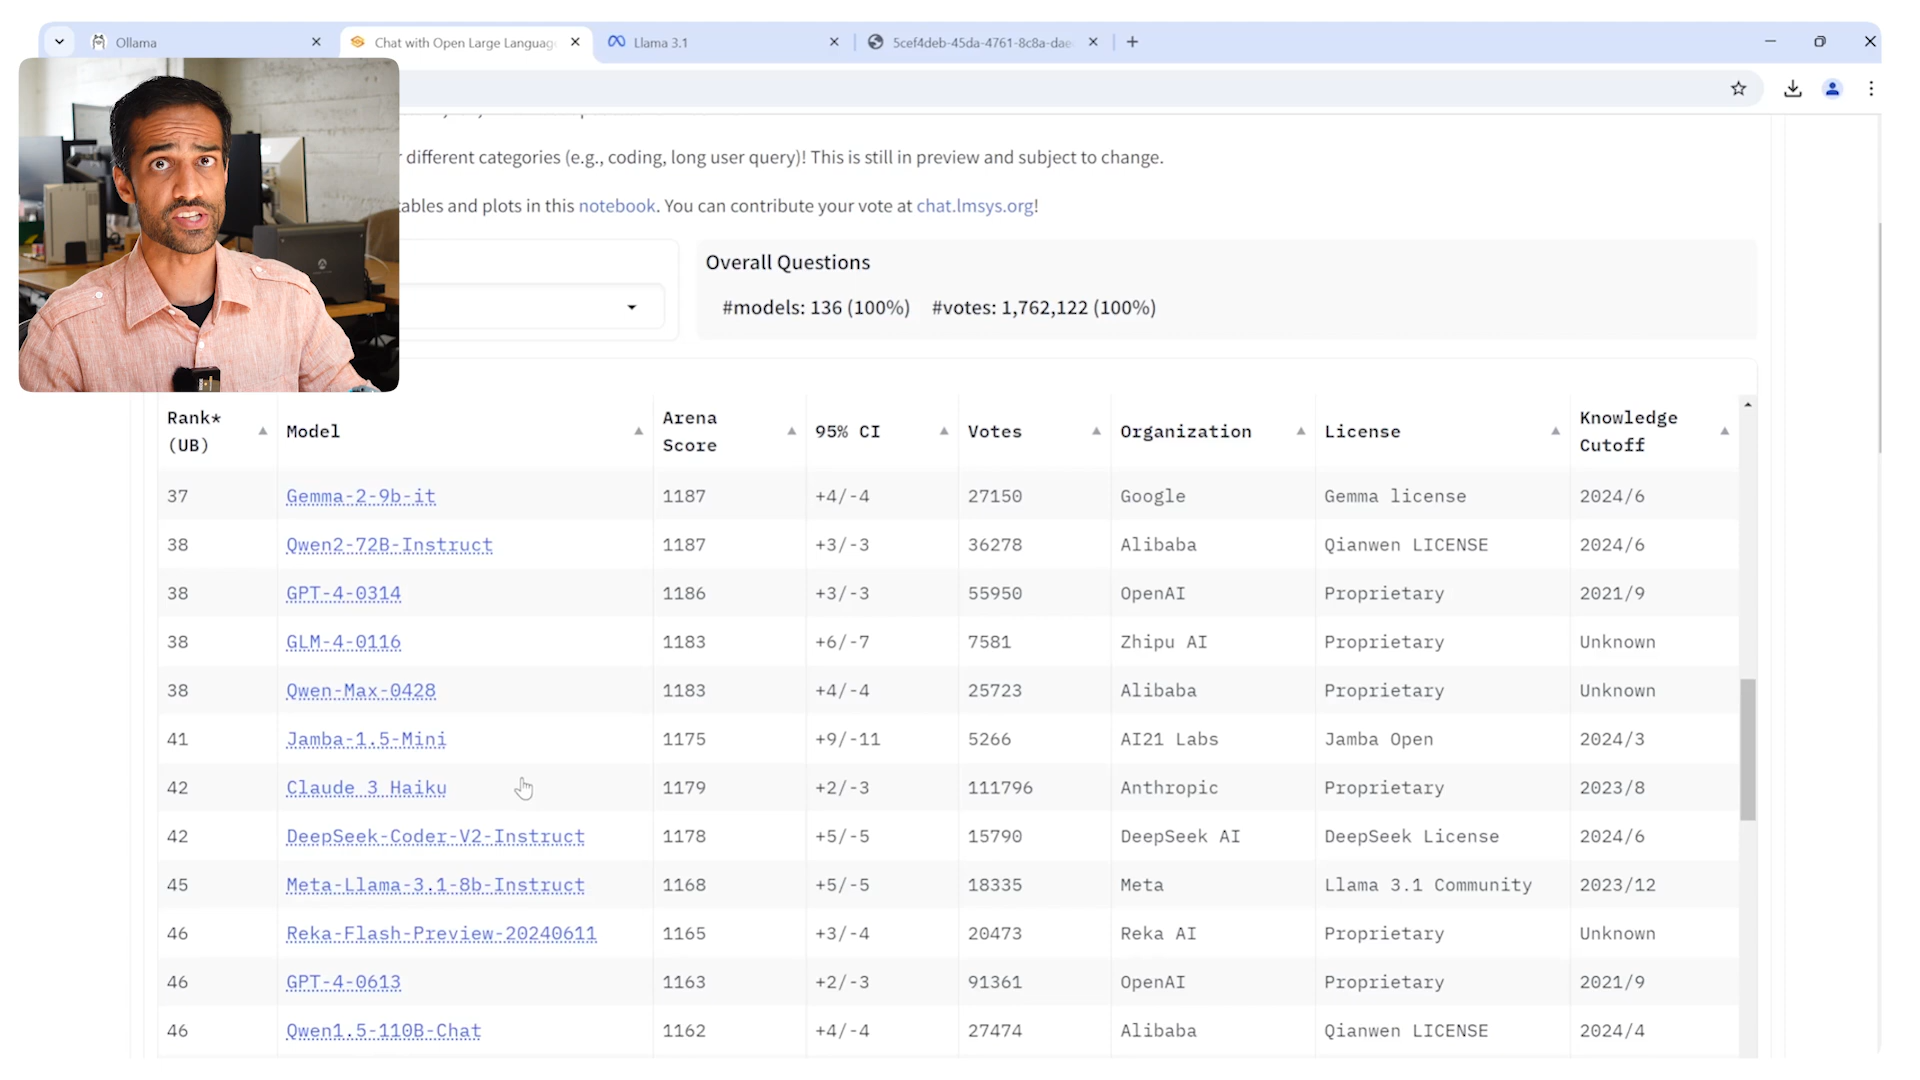 Ollama
Chat with Open Large Languag
Llama 3.1
5cef4deb-45da-4761-8c8a-dae
different categories (e.g., coding, long user query)! This is still in preview and subject to change.
tables and plots in this notebook. You can contribute your vote at chat.lmsys.org!
Overall Questions
#models: 136 (100%) #votes: 1,762,122 (100%)
Rank* (UB) Model Arena Score 95% CI Votes Organization License Knowledge Cutoff
37 Gemma-2-9b-it 1187 +4/-4 27150 Google Gemma license 2024/6
38 Qwen2-72B-Instruct 1187 +3/-3 36278 Alibaba Qianwen LICENSE 2024/6
38 GPT-4-0314 1186 +3/-3 55950 OpenAI Proprietary 2021/9
38 GLM-4-0116 1183 +6/-7 7581 Zhipu AI Proprietary Unknown
38 Qwen-Max-0428 1183 +4/-4 25723 Alibaba Proprietary Unknown
41 Jamba-1.5-Mini 1175 +9/-11 5266 AI21 Labs Jamba Open 2024/3
42 Claude 3 Haiku 1179 +2/-3 111796 Anthropic Proprietary 2023/8
42 DeepSeek-Coder-V2-Instruct 1178 +5/-5 15790 DeepSeek AI DeepSeek License 2024/6
45 Meta-Llama-3.1-8b-Instruct 1168 +5/-5 18335 Meta Llama 3.1 Community 2023/12
46 Reka-Flash-Preview-20240611 1165 +3/-4 20473 Reka AI Proprietary Unknown
46 GPT-4-0613 1163 +2/-3 91361 OpenAI Proprietary 2021/9
46 Qwen1.5-110B-Chat 1162 +4/-4 27474 Alibaba Qianwen LICENSE 2024/4